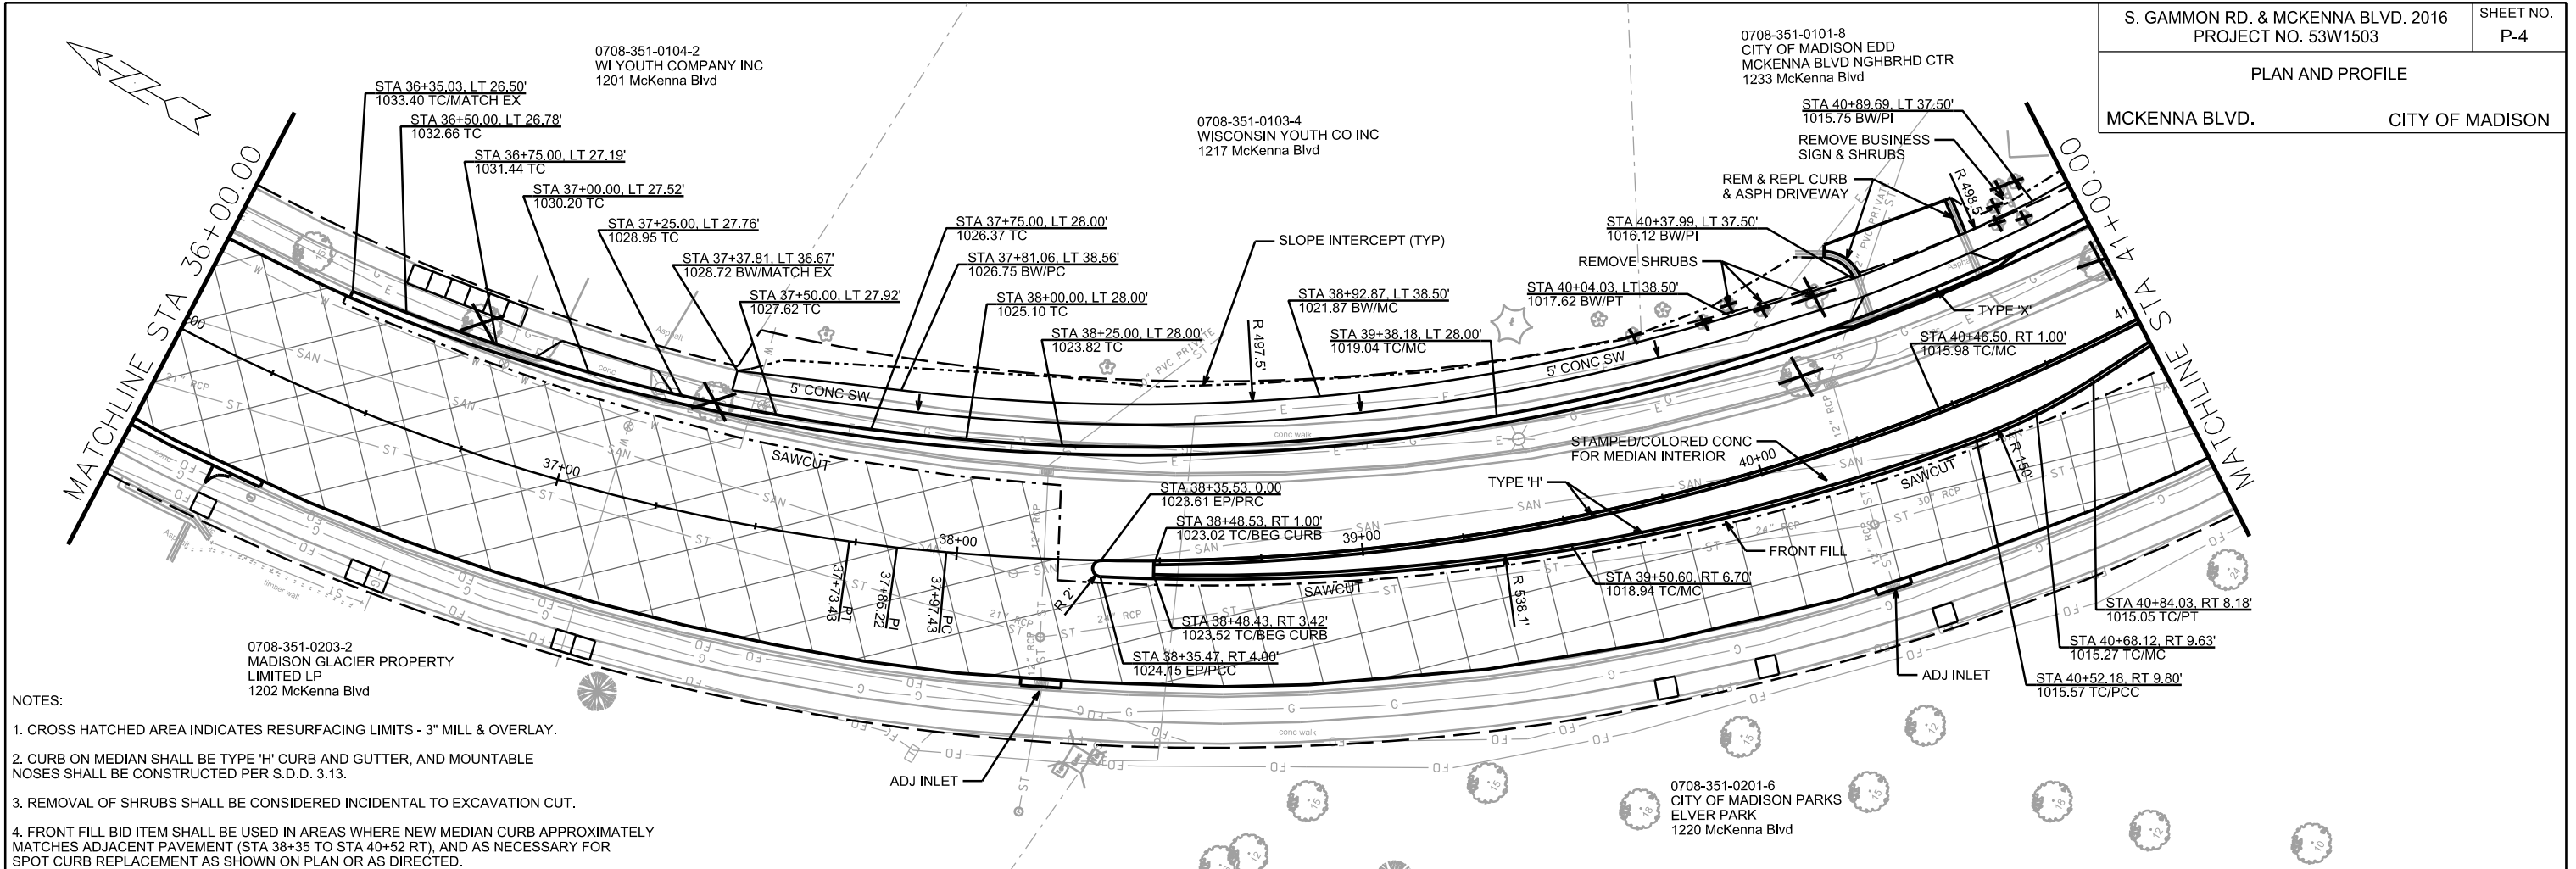 S. GAMMON RD. & MCKENNA BLVD. 2016
PROJECT NO. 53W1503
SHEET NO.
P-4
PLAN AND PROFILE
MCKENNA BLVD.
CITY OF MADISON
0708-351-0104-2
WI YOUTH COMPANY INC
1201 McKenna Blvd
0708-351-0103-4
WISCONSIN YOUTH CO INC
1217 McKenna Blvd
0708-351-0101-8
CITY OF MADISON EDD
MCKENNA BLVD NGHBRHD CTR
1233 McKenna Blvd
MATCHLINE STA 36+00.00
MATCHLINE STA 41+00.00
STA 36+35.03, LT 26.50'
1033.40 TC/MATCH EX
STA 36+50.00, LT 26.78'
1032.66 TC
STA 36+75.00, LT 27.19'
1031.44 TC
STA 37+00.00, LT 27.52'
1030.20 TC
STA 37+25.00, LT 27.76'
1028.95 TC
STA 37+37.81, LT 36.67'
1028.72 BW/MATCH EX
STA 37+50.00, LT 27.92'
1027.62 TC
STA 37+75.00, LT 28.00'
1026.37 TC
STA 37+81.06, LT 38.56'
1026.75 BW/PC
STA 38+00.00, LT 28.00'
1025.10 TC
STA 38+25.00, LT 28.00'
1023.82 TC
SLOPE INTERCEPT (TYP)
R 497.5'
STA 38+92.87, LT 38.50'
1021.87 BW/MC
STA 39+38.18, LT 28.00'
1019.04 TC/MC
STA 40+04.03, LT 38.50'
1017.62 BW/PT
REMOVE SHRUBS
STA 40+37.99, LT 37.50'
1016.12 BW/PI
REM & REPL CURB
& ASPH DRIVEWAY
REMOVE BUSINESS
SIGN & SHRUBS
STA 40+89.69, LT 37.50'
1015.75 BW/PI
R 498.5'
TYPE 'X'
STA 40+46.50, RT 1.00'
1015.98 TC/MC
5' CONC SW
5' CONC SW
conc walk
37+00
38+00
39+00
40+00
41
SAWCUT
SAWCUT
SAWCUT
STAMPED/COLORED CONC
FOR MEDIAN INTERIOR
TYPE 'H'
FRONT FILL
R 150'
R 538.1'
R 2'
STA 38+35.53, 0.00
1023.61 EP/PRC
STA 38+48.53, RT 1.00'
1023.02 TC/BEG CURB
STA 38+48.43, RT 3.42'
1023.52 TC/BEG CURB
STA 38+35.47, RT 4.00'
1024.15 EP/PCC
37+73.43
PT
37+85.22
PI
37+97.43
PC
STA 39+50.60, RT 6.70'
1018.94 TC/MC
STA 40+84.03, RT 8.18'
1015.05 TC/PT
STA 40+68.12, RT 9.63'
1015.27 TC/MC
STA 40+52.18, RT 9.80'
1015.57 TC/PCC
ADJ INLET
ADJ INLET
21" RCP
24" RCP
24" RCP
30" RCP
12" RCP
conc walk
timber wall
0708-351-0203-2
MADISON GLACIER PROPERTY
LIMITED LP
1202 McKenna Blvd
0708-351-0201-6
CITY OF MADISON PARKS
ELVER PARK
1220 McKenna Blvd
NOTES:
1. CROSS HATCHED AREA INDICATES RESURFACING LIMITS - 3" MILL & OVERLAY.
2. CURB ON MEDIAN SHALL BE TYPE 'H' CURB AND GUTTER, AND MOUNTABLE
NOSES SHALL BE CONSTRUCTED PER S.D.D. 3.13.
3. REMOVAL OF SHRUBS SHALL BE CONSIDERED INCIDENTAL TO EXCAVATION CUT.
4. FRONT FILL BID ITEM SHALL BE USED IN AREAS WHERE NEW MEDIAN CURB APPROXIMATELY
MATCHES ADJACENT PAVEMENT (STA 38+35 TO STA 40+52 RT), AND AS NECESSARY FOR
SPOT CURB REPLACEMENT AS SHOWN ON PLAN OR AS DIRECTED.